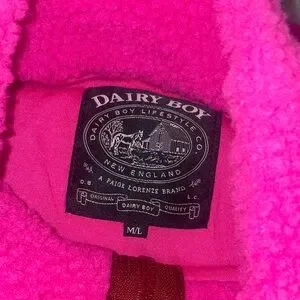 DAIRY BOY
DAIRY BOY LIFESTYLE CO.
NEW ENGLAND
A PAIGE LORENZE BRAND
D.B. L.C.
ORIGINAL DAIRY BOY QUALITY
M/L